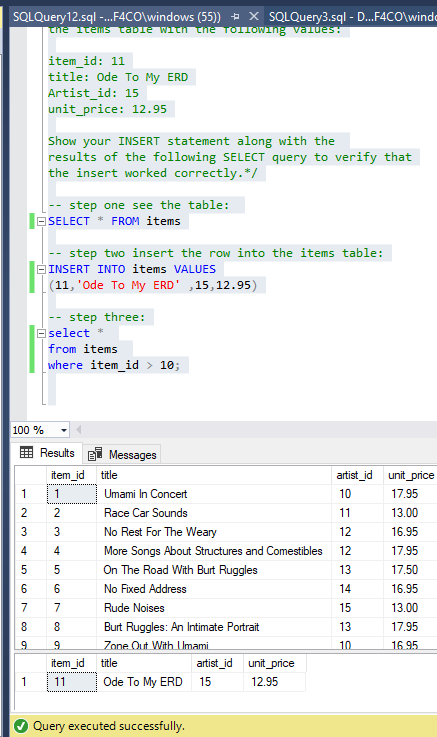 SQLQuery12.sql -...F4CO\windows (55)) SQLQuery3.sql - D...F4CO\wind
the items table with the following values:
item_id: 11
title: Ode To My ERD
Artist_id: 15
unit_price: 12.95
Show your INSERT statement along with the
results of the following SELECT query to verify that
the insert worked correctly.*/
-- step one see the table:
SELECT * FROM items
-- step two insert the row into the items table:
INSERT INTO items VALUES
(11,'Ode To My ERD' ,15,12.95)
-- step three:
select *
from items
where item_id > 10;
100 %
Results Messages
item_id title artist_id unit_price
1 1 Umami In Concert 10 17.95
2 2 Race Car Sounds 11 13.00
3 3 No Rest For The Weary 12 16.95
4 4 More Songs About Structures and Comestibles 12 17.95
5 5 On The Road With Burt Ruggles 13 17.50
6 6 No Fixed Address 14 16.95
7 7 Rude Noises 15 13.00
8 8 Burt Ruggles: An Intimate Portrait 13 17.95
9 9 Zone Out With Umami 10 16.95
item_id title artist_id unit_price
1 11 Ode To My ERD 15 12.95
Query executed successfully.